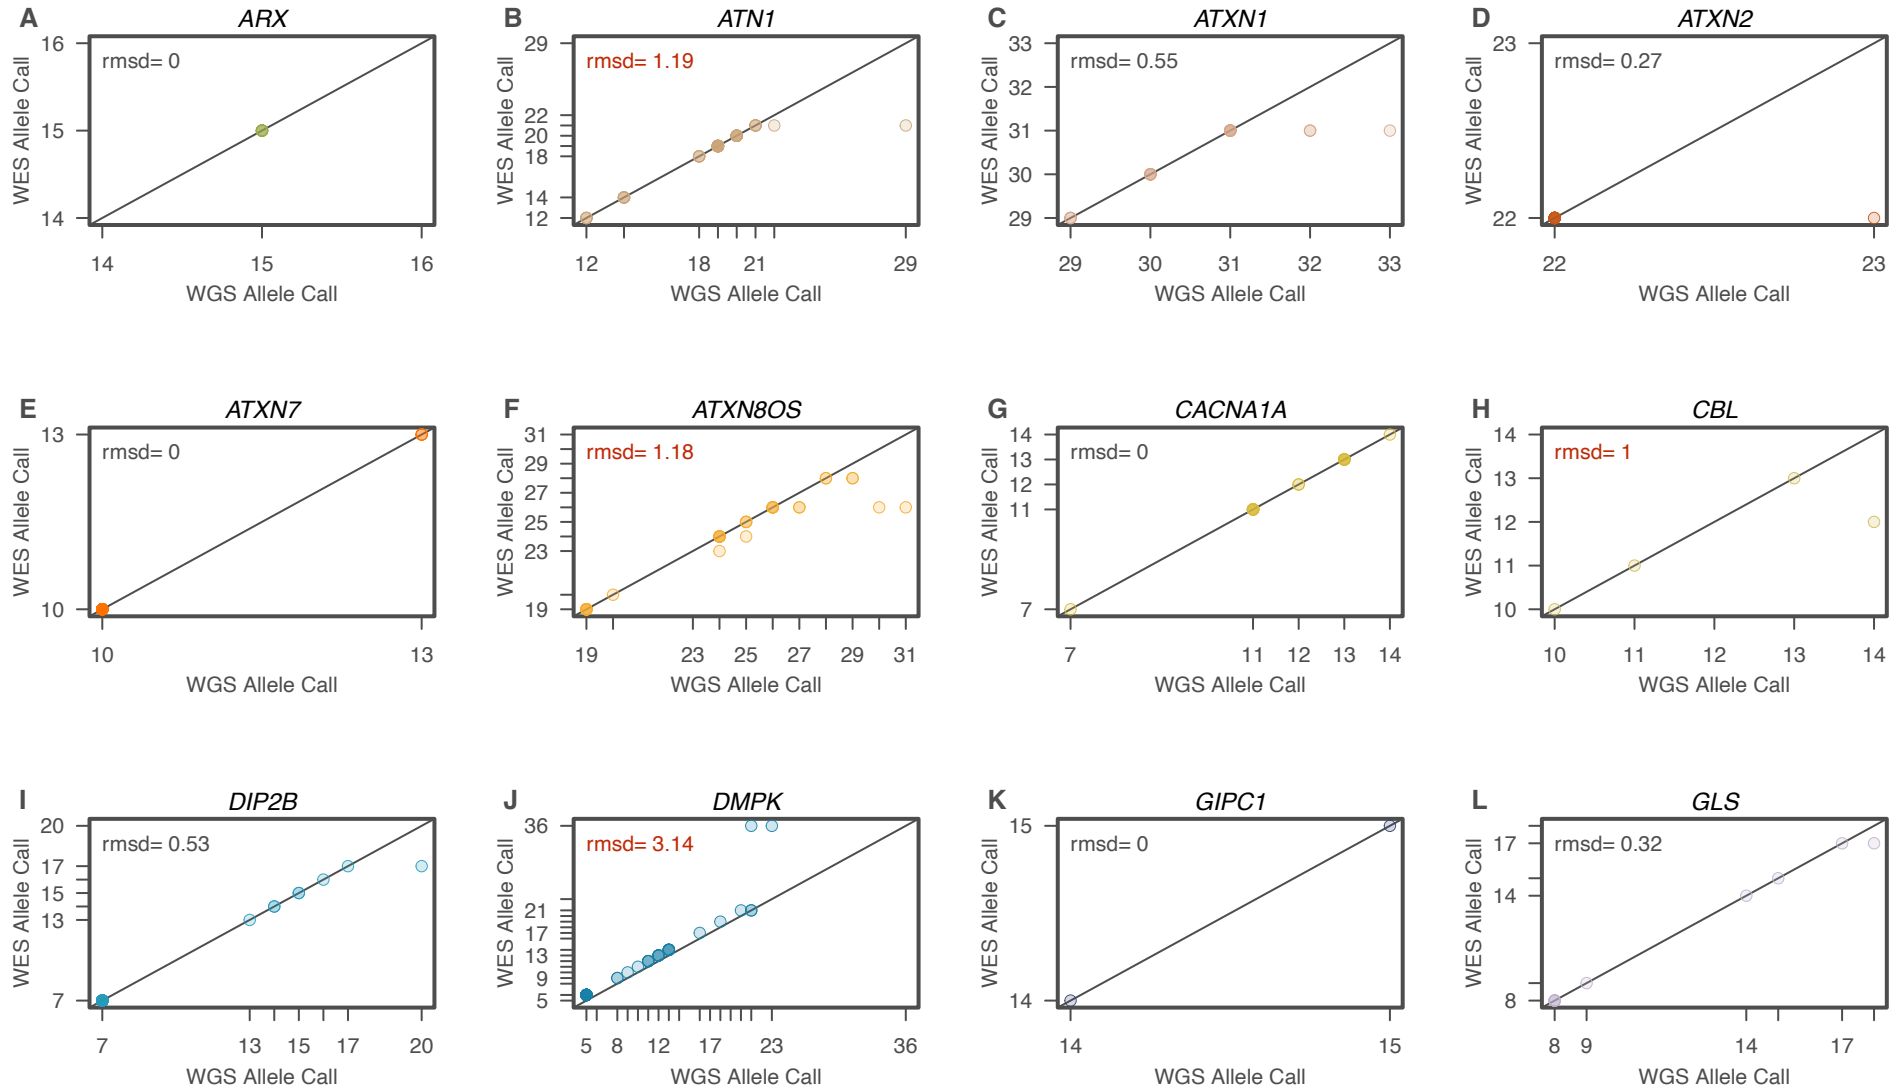 A ARX
WES Allele Call
16
15
14
rmsd= 0
14 15 16
WGS Allele Call
B ATN1
WES Allele Call
29
22
20
18
14
12
rmsd= 1.19
12 18 21 29
WGS Allele Call
C ATXN1
WES Allele Call
33
32
31
30
29
rmsd= 0.55
29 30 31 32 33
WGS Allele Call
D ATXN2
WES Allele Call
23
22
rmsd= 0.27
22 23
WGS Allele Call
E ATXN7
WES Allele Call
13
10
rmsd= 0
10 13
WGS Allele Call
F ATXN8OS
WES Allele Call
31
29
27
25
23
19
rmsd= 1.18
19 23 25 27 29 31
WGS Allele Call
G CACNA1A
WES Allele Call
14
13
12
11
7
rmsd= 0
7 11 12 13 14
WGS Allele Call
H CBL
WES Allele Call
14
13
12
11
10
rmsd= 1
10 11 12 13 14
WGS Allele Call
I DIP2B
WES Allele Call
20
17
15
13
7
rmsd= 0.53
7 13 15 17 20
WGS Allele Call
J DMPK
WES Allele Call
36
21
17
13
9
5
rmsd= 3.14
5 8 12 17 23 36
WGS Allele Call
K GIPC1
WES Allele Call
15
14
rmsd= 0
14 15
WGS Allele Call
L GLS
WES Allele Call
17
14
8
rmsd= 0.32
8 9 14 17
WGS Allele Call